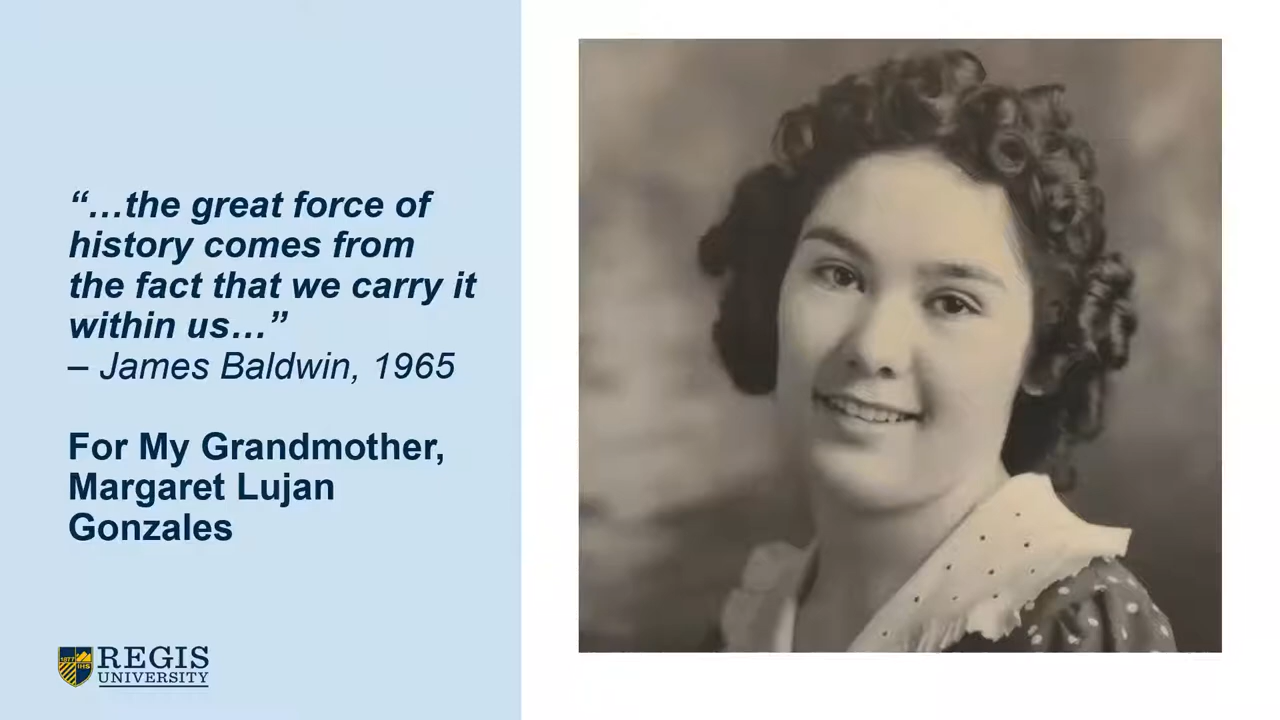 “…the great force of
history comes from
the fact that we carry it
within us…”
– James Baldwin, 1965
For My Grandmother,
Margaret Lujan
Gonzales
REGIS
UNIVERSITY